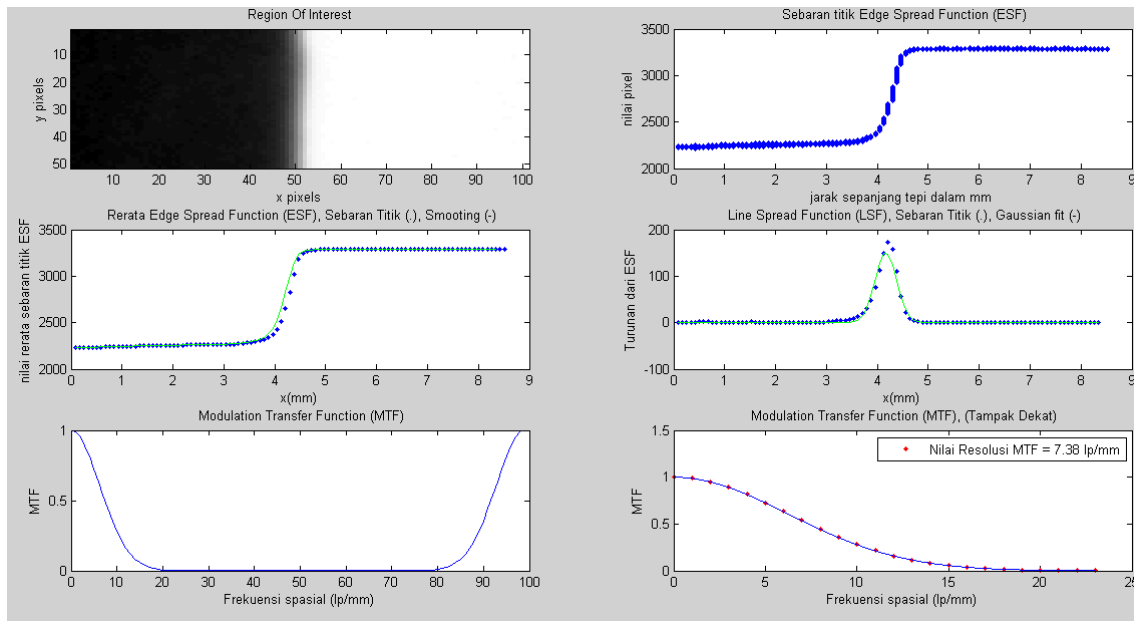 Region Of Interest
10
20
30
40
50
y pixels
10 20 30 40 50 60 70 80 90 100
x pixels
Sebaran titik Edge Spread Function (ESF)
3500
3000
2500
2000
nilai pixel
0 1 2 3 4 5 6 7 8 9
jarak sepanjang tepi dalam mm
Rerata Edge Spread Function (ESF), Sebaran Titik (.), Smooting (-)
3500
3000
2500
2000
nilai rerata sebaran titik ESF
0 1 2 3 4 5 6 7 8 9
x(mm)
Line Spread Function (LSF), Sebaran Titik (.), Gaussian fit (-)
200
100
0
-100
Turunan dari ESF
0 1 2 3 4 5 6 7 8 9
x(mm)
Modulation Transfer Function (MTF)
1
0.5
0
MTF
0 10 20 30 40 50 60 70 80 90 100
Frekuensi spasial (lp/mm)
Modulation Transfer Function (MTF), (Tampak Dekat)
1.5
1
0.5
0
MTF
Nilai Resolusi MTF = 7.38 lp/mm
0 5 10 15 20 25
Frekuensi spasial (lp/mm)